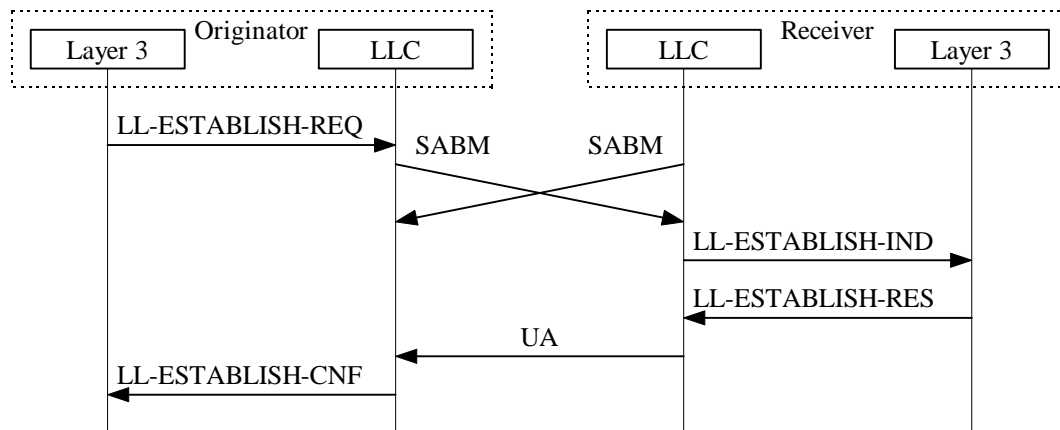 Originator
Receiver
Layer 3
LLC
LLC
Layer 3
LL-ESTABLISH-REQ
SABM
SABM
LL-ESTABLISH-IND
LL-ESTABLISH-RES
UA
LL-ESTABLISH-CNF